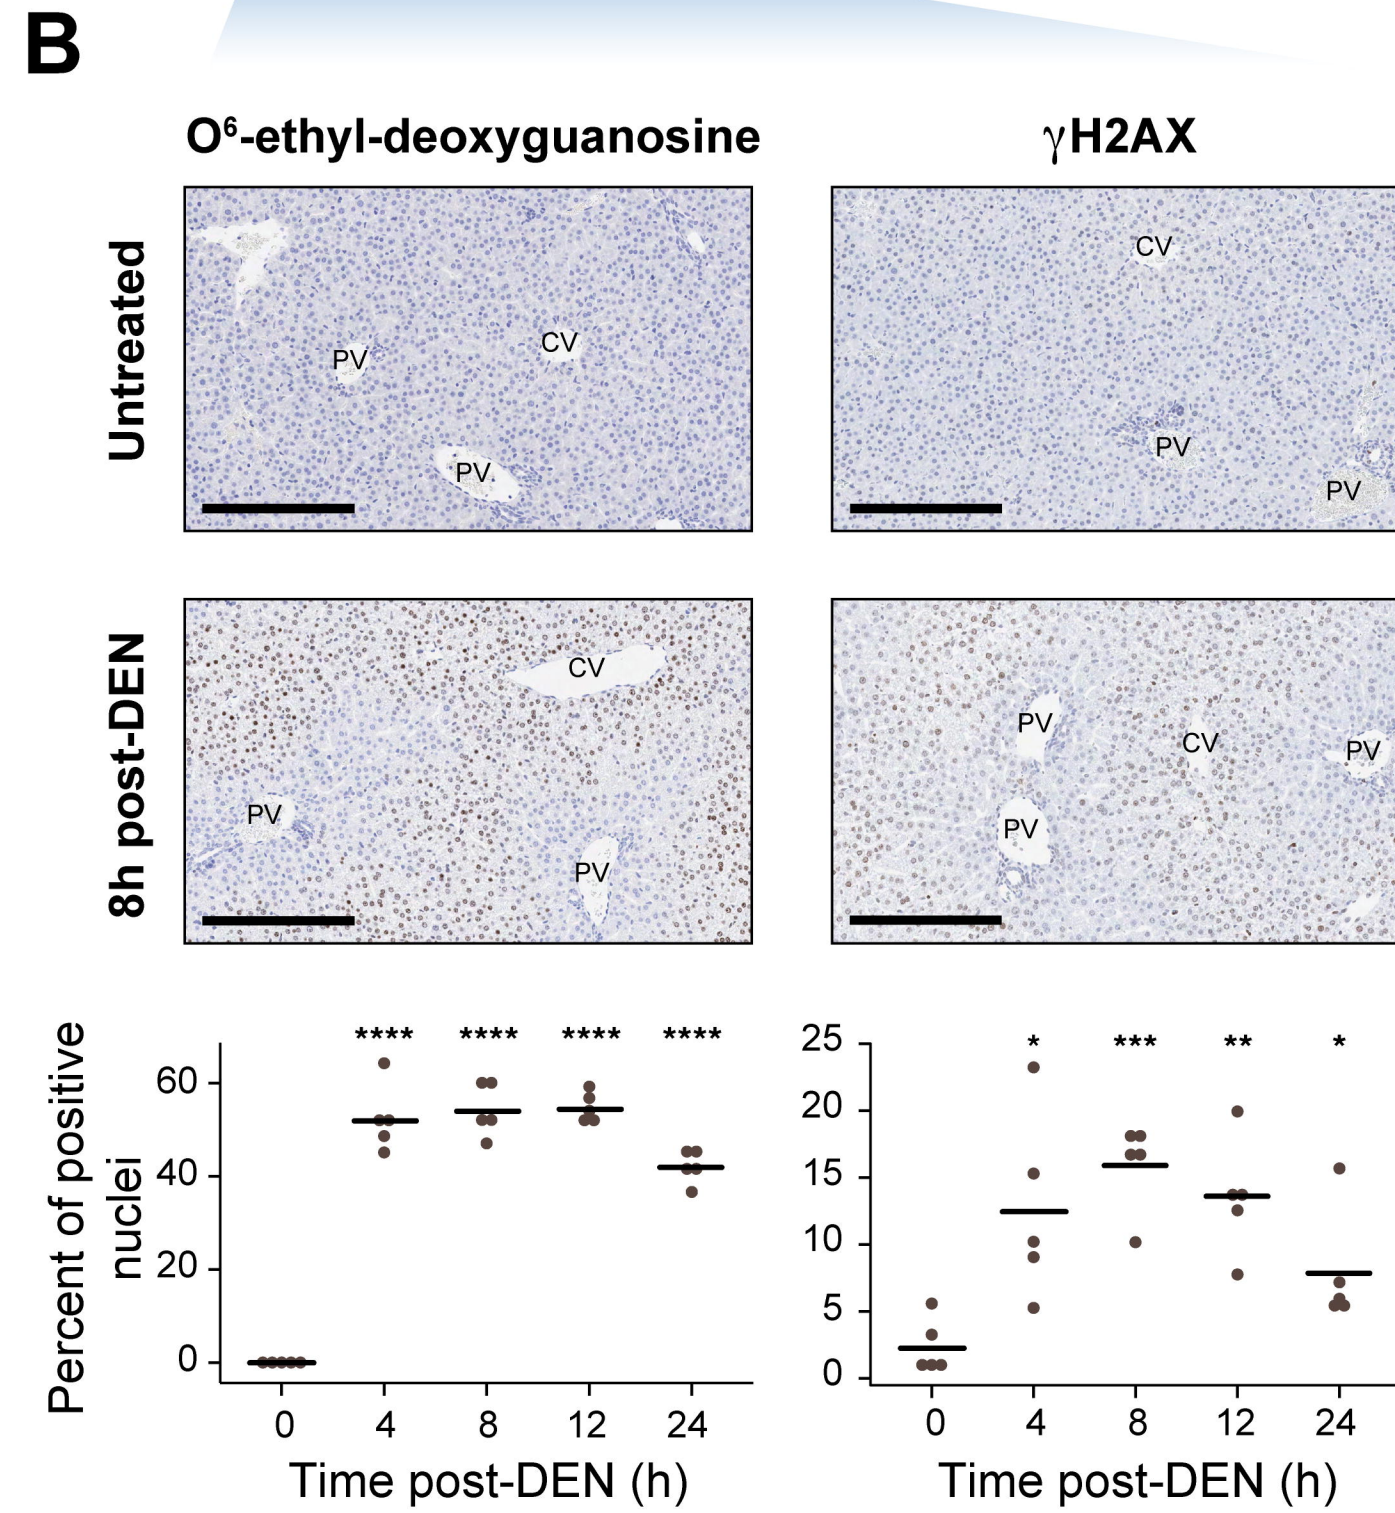 B
O⁶-ethyl-deoxyguanosine
γH2AX
Untreated
PV
CV
PV
CV
PV
PV
8h post-DEN
CV
PV
PV
PV
CV
PV
PV
Percent of positive
nuclei
**** **** **** ****
60
40
20
0
0 4 8 12 24
Time post-DEN (h)
* *** ** *
25
20
15
10
5
0
0 4 8 12 24
Time post-DEN (h)